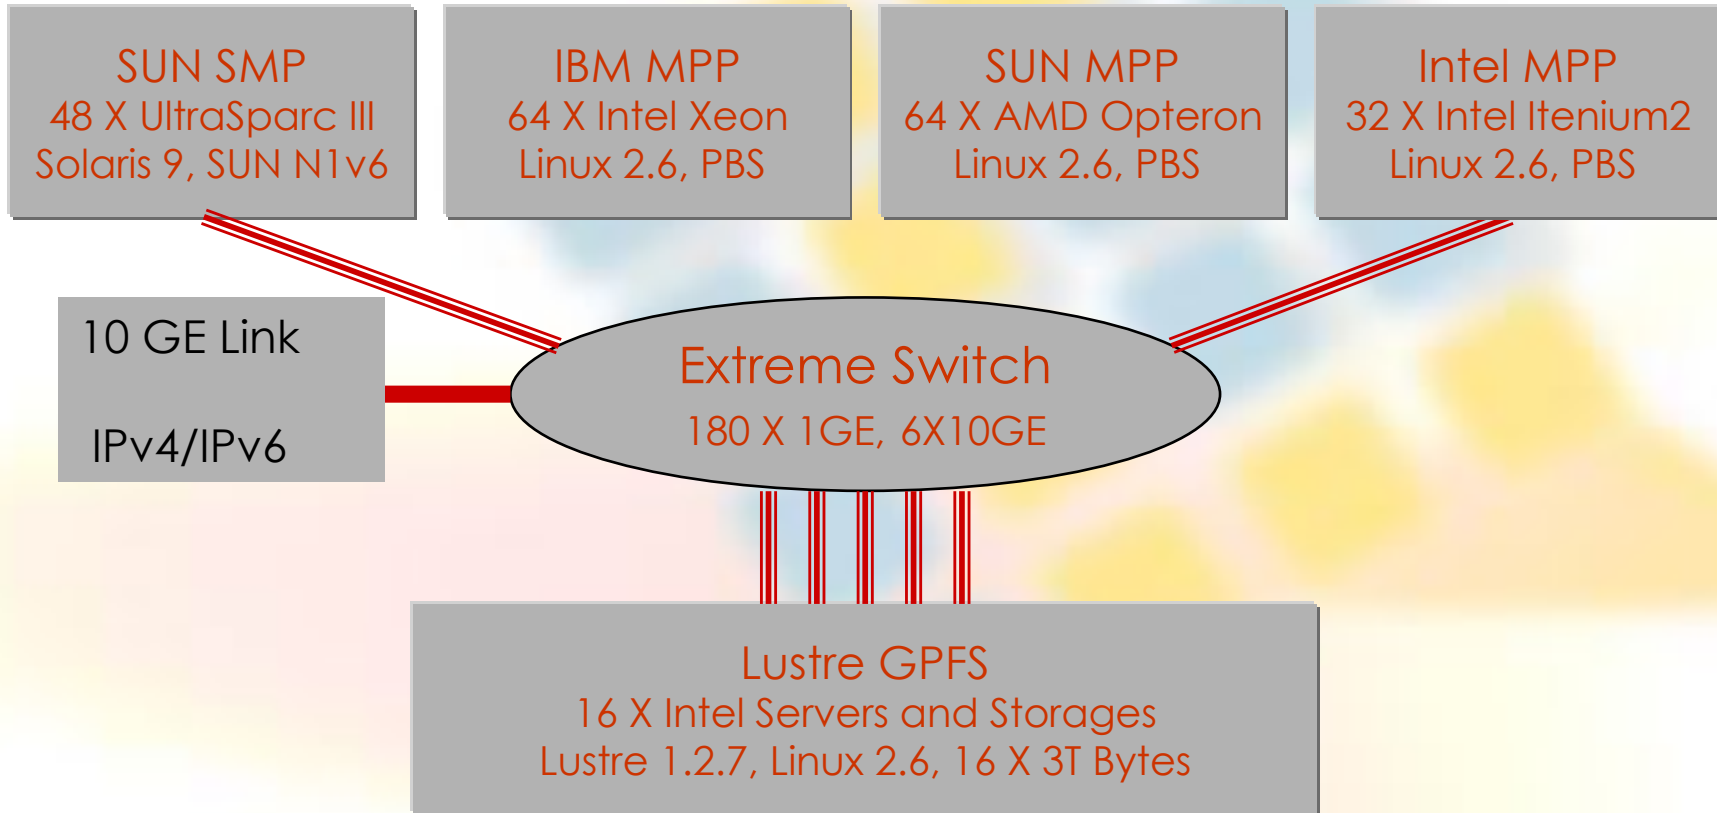 SUN SMP
48 X UltraSparc III
Solaris 9, SUN N1v6
IBM MPP
64 X Intel Xeon
Linux 2.6, PBS
SUN MPP
64 X AMD Opteron
Linux 2.6, PBS
Intel MPP
32 X Intel Itenium2
Linux 2.6, PBS
10 GE Link
IPv4/IPv6
Extreme Switch
180 X 1GE, 6X10GE
Lustre GPFS
16 X Intel Servers and Storages
Lustre 1.2.7, Linux 2.6, 16 X 3T Bytes